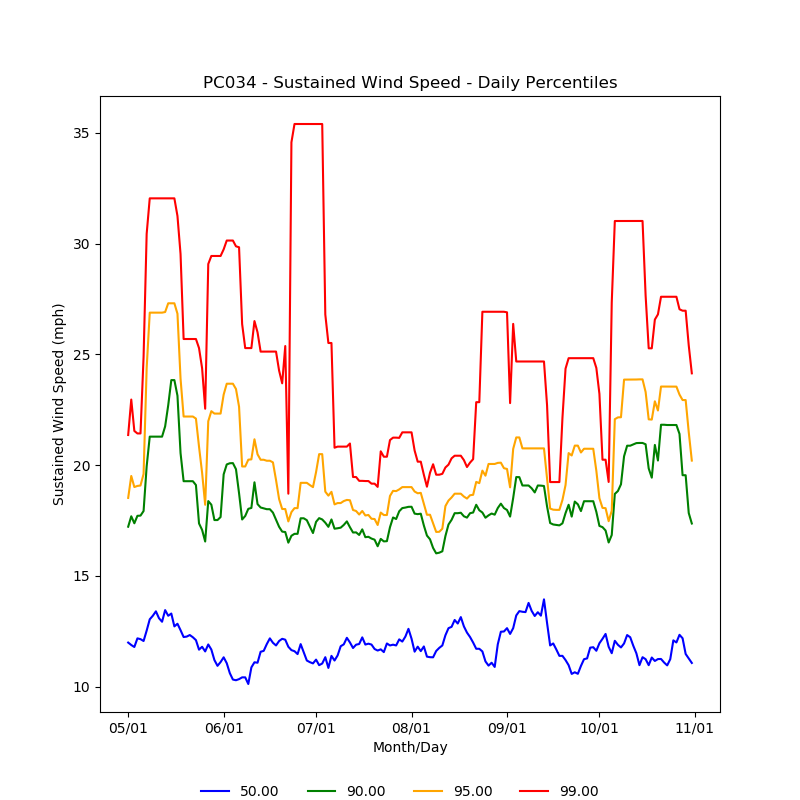 PC034 - Sustained Wind Speed - Daily Percentiles
35
30
25
20
15
10
Sustained Wind Speed (mph)
05/01 06/01 07/01 08/01 09/01 10/01 11/01
Month/Day
50.00 90.00 95.00 99.00